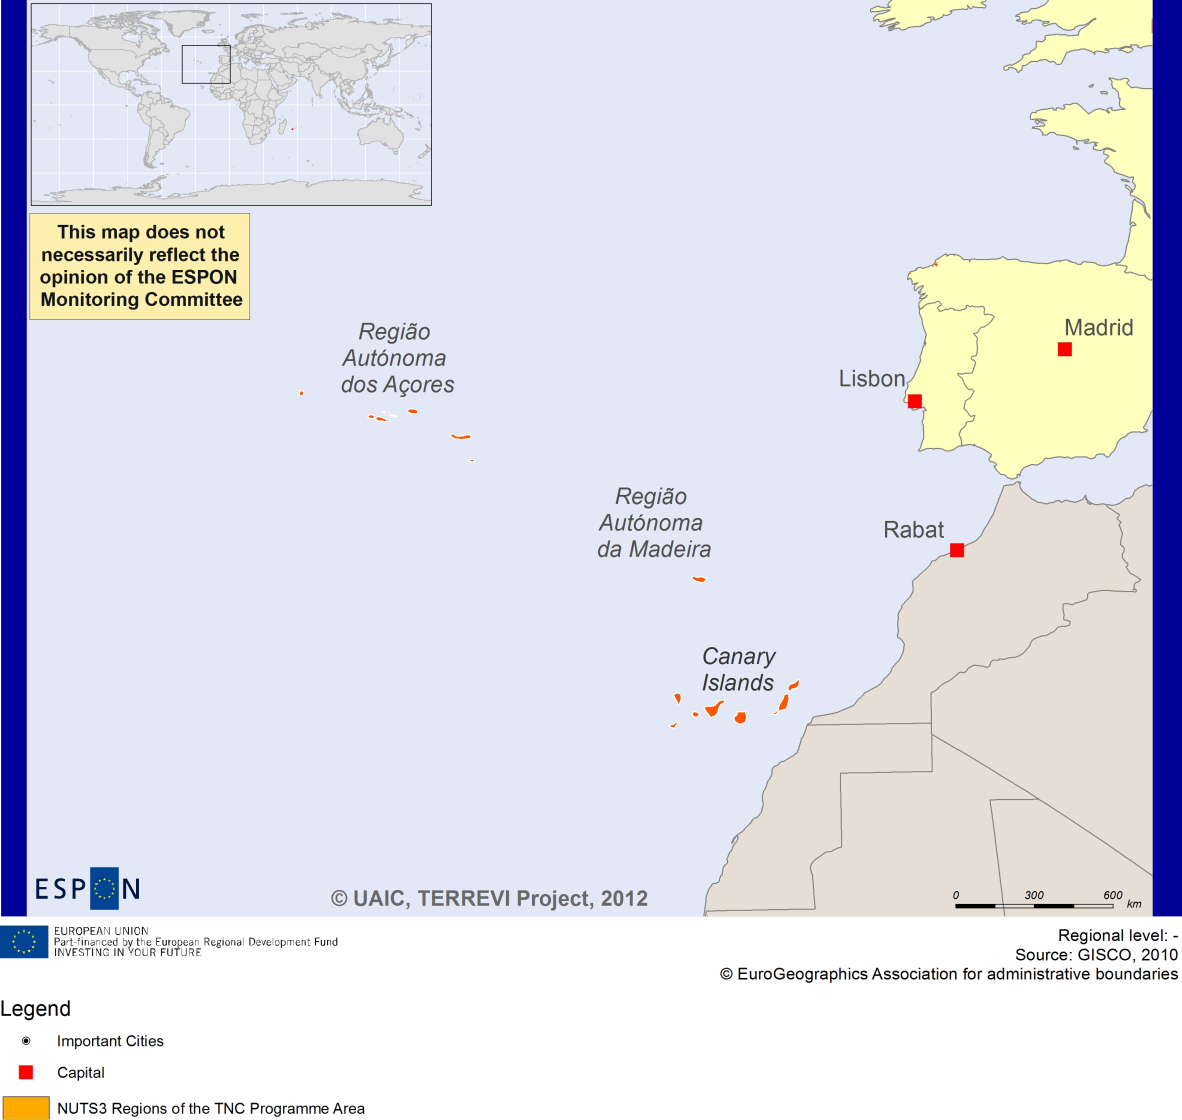 This map does not
necessarily reflect the
opinion of the ESPON
Monitoring Committee
Região
Autónoma
dos Açores
Madrid
Lisbon
Região
Autónoma
da Madeira
Rabat
Canary
Islands
ESPON
© UAIC, TERREVI Project, 2012
0 300 600
km
EUROPEAN UNION
Part-financed by the European Regional Development Fund
INVESTING IN YOUR FUTURE
Regional level: -
Source: GISCO, 2010
© EuroGeographics Association for administrative boundaries
Legend
Important Cities
Capital
NUTS3 Regions of the TNC Programme Area